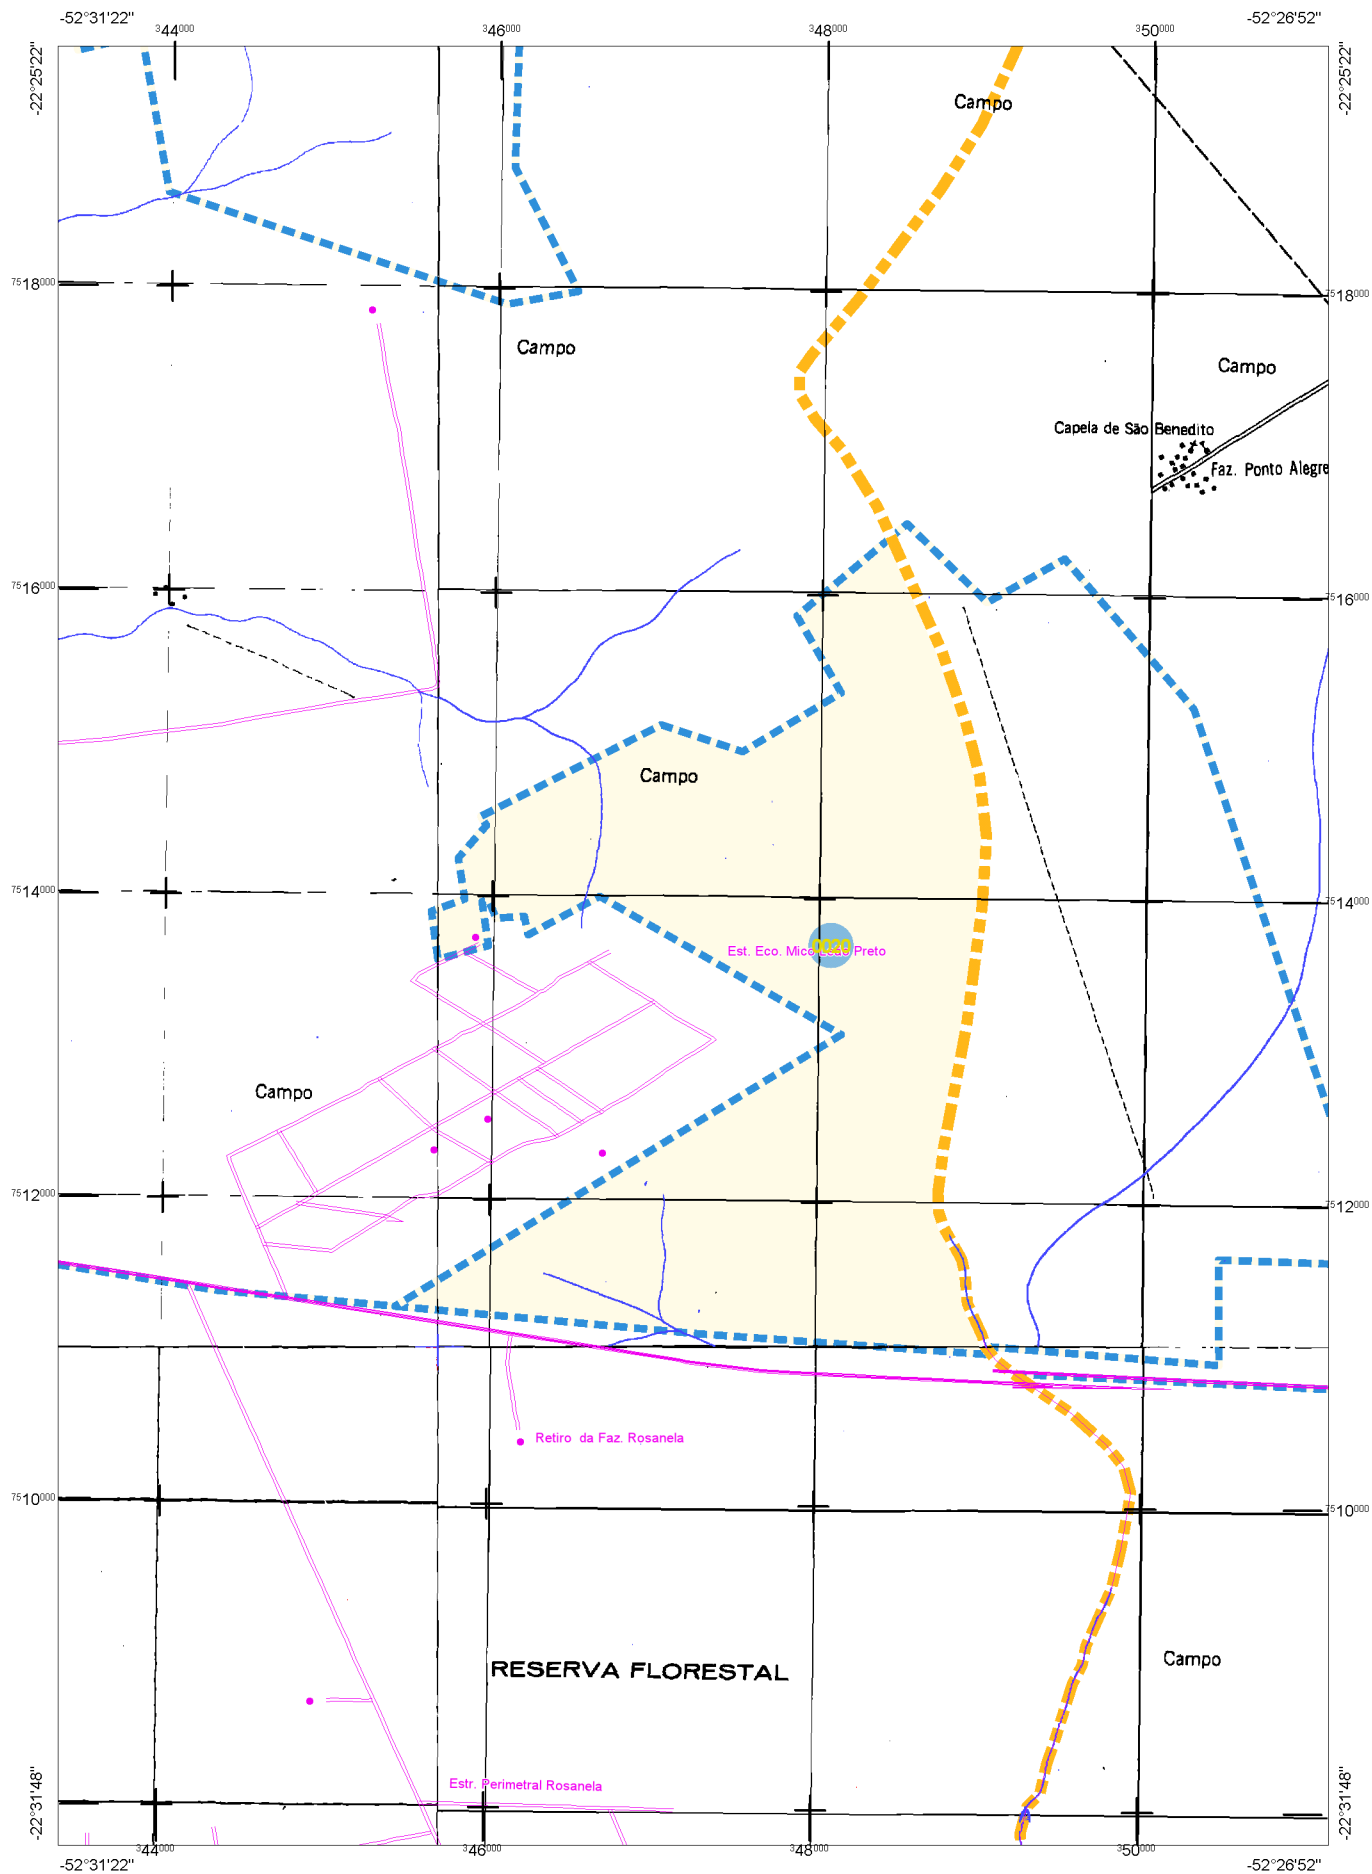 -52°31'22"
-52°26'52"
344000
346000
348000
350000
-22°25'22"
-22°25'22"
Campo
7518000
7518000
Campo
Campo
Capela de São Benedito
Faz. Ponto Alegre
7516000
7516000
Campo
7514000
7514000
0020
Est. Eco. Mico Leão Preto
Campo
7512000
7512000
Retiro da Faz. Rosanela
7510000
7510000
RESERVA FLORESTAL
Campo
Estr. Perimetral Rosanela
-22°31'48"
-22°31'48"
344000
346000
348000
350000
-52°31'22"
-52°26'52"